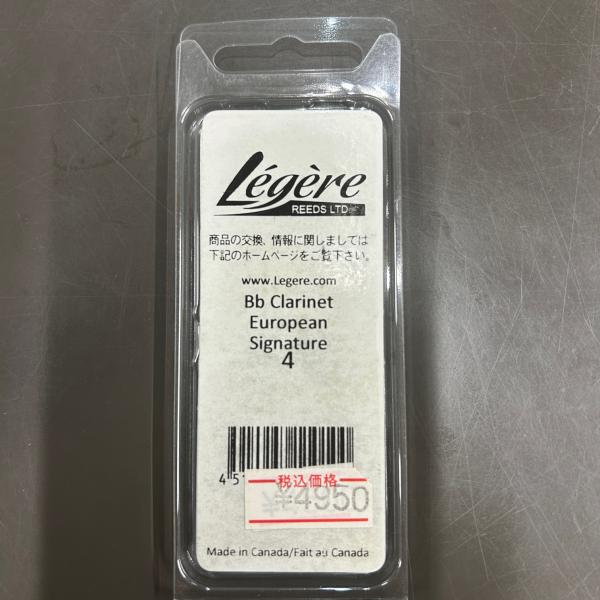 Légère
REEDS LTD
商品の交換、情報に関しましては
下記のホームページをご覧下さい。
www.Legere.com
Bb Clarinet
European
Signature
4
4 5
税込価格
¥4950
Made in Canada/Fait au Canada